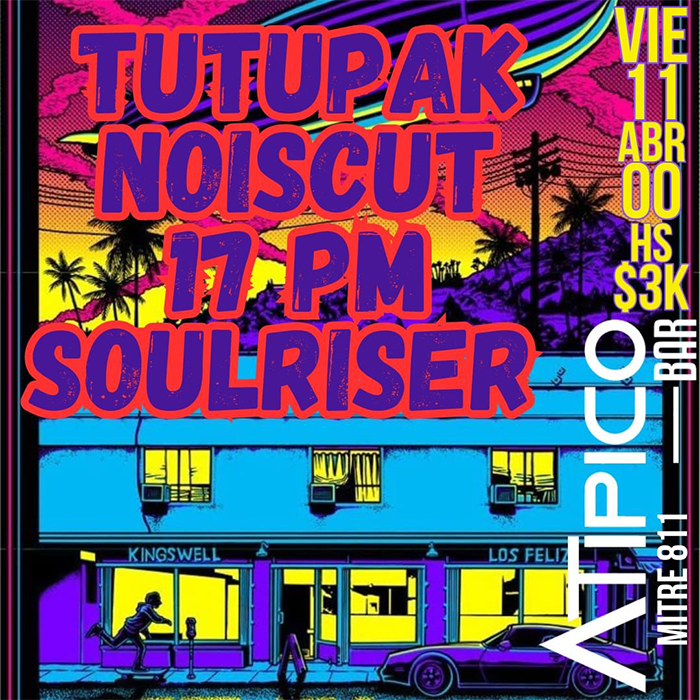 TUTUPAK
NOISCUT
17 PM
SOULRISER
VIE
11
ABR
00
HS
$3K
ATIPICO
BAR
MITRE 811
KINGSWELL
LOS FELIZ